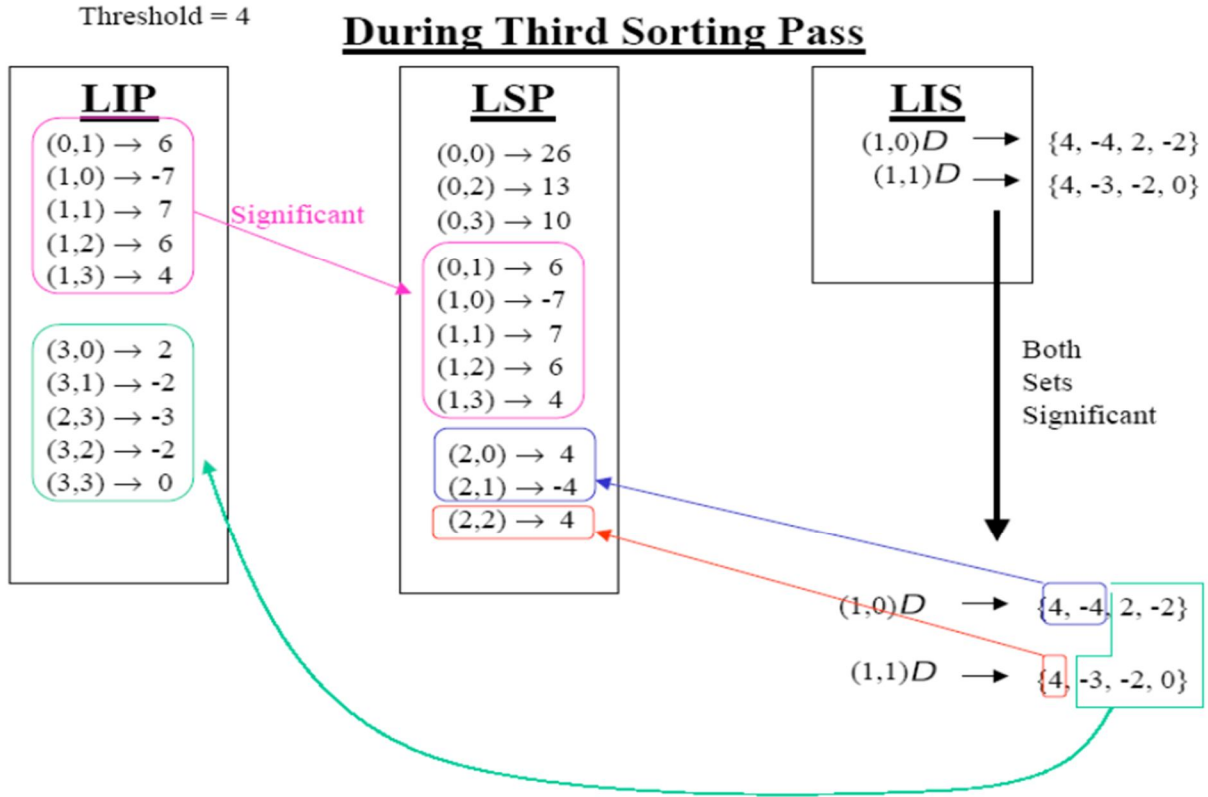 Threshold = 4
During Third Sorting Pass
LIP
(0,1) → 6
(1,0) → -7
(1,1) → 7
(1,2) → 6
(1,3) → 4
(3,0) → 2
(3,1) → -2
(2,3) → -3
(3,2) → -2
(3,3) → 0
Significant
LSP
(0,0) → 26
(0,2) → 13
(0,3) → 10
(0,1) → 6
(1,0) → -7
(1,1) → 7
(1,2) → 6
(1,3) → 4
(2,0) → 4
(2,1) → -4
(2,2) → 4
LIS
(1,0)D → {4, -4, 2, -2}
(1,1)D → {4, -3, -2, 0}
Both
Sets
Significant
(1,0)D → {4, -4, 2, -2}
(1,1)D → {4, -3, -2, 0}